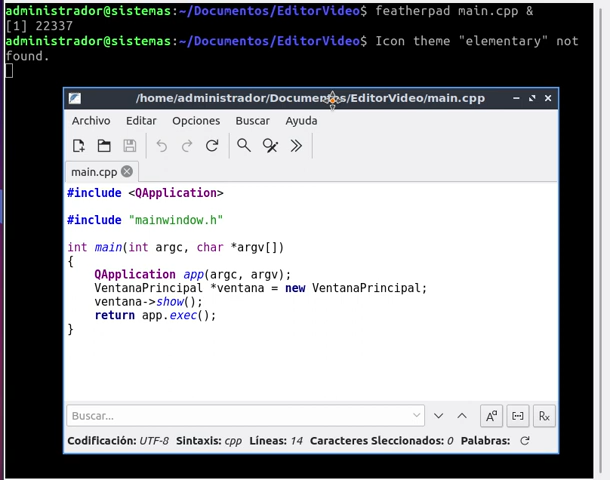 administrador@sistemas:~/Documentos/EditorVideo$ featherpad main.cpp &
[1] 22337
administrador@sistemas:~/Documentos/EditorVideo$ Icon theme "elementary" not
found.
/home/administrador/Documentos/EditorVideo/main.cpp
Archivo Editar Opciones Buscar Ayuda
main.cpp
#include <QApplication>
#include "mainwindow.h"
int main(int argc, char *argv[])
{
    QApplication app(argc, argv);
    VentanaPrincipal *ventana = new VentanaPrincipal;
    ventana->show();
    return app.exec();
}
Buscar...
Codificación: UTF-8 Sintaxis: cpp Líneas: 14 Caracteres Sleccionados: 0 Palabras: